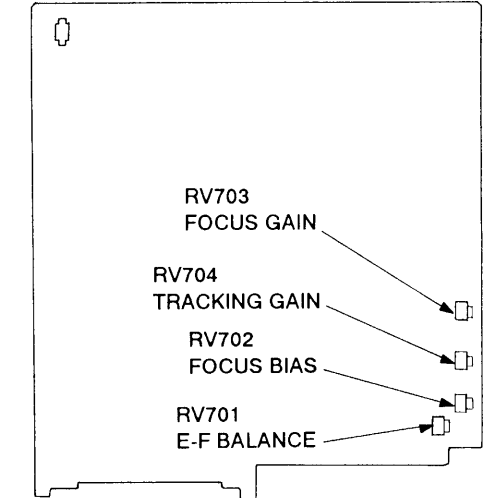 RV703
FOCUS GAIN
RV704
TRACKING GAIN
RV702
FOCUS BIAS
RV701
E-F BALANCE